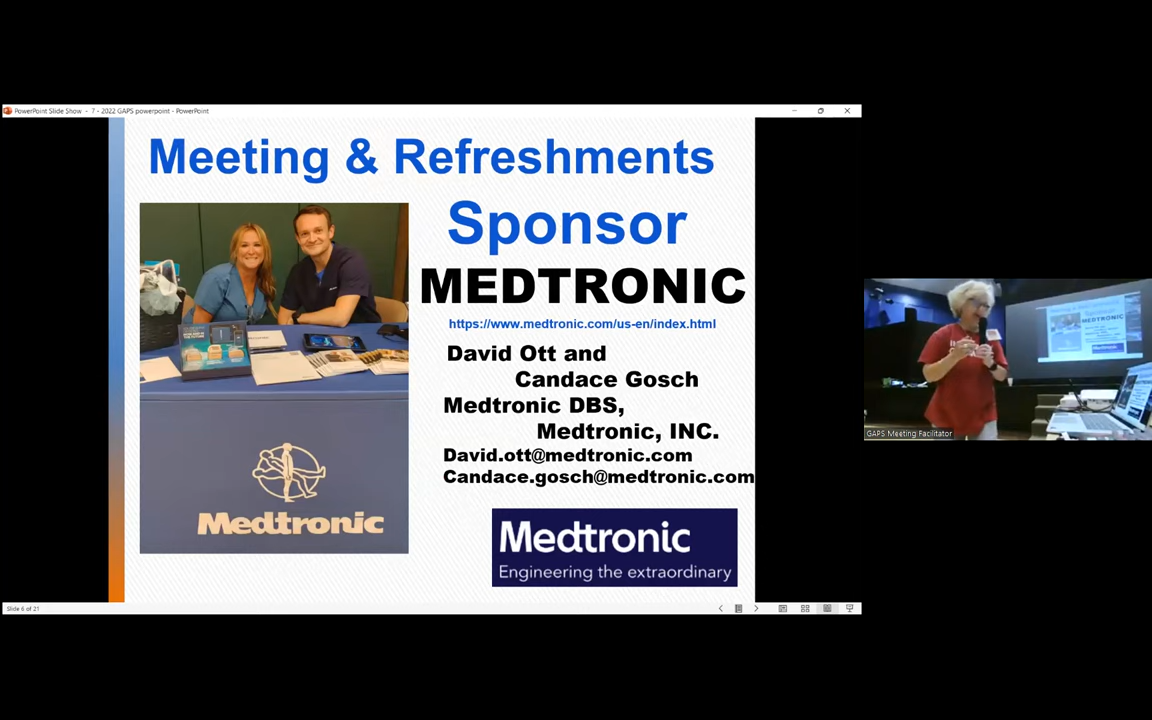 PowerPoint Slide Show - 7 - 2022 GAPS powerpoint - PowerPoint
Meeting & Refreshments
Sponsor
MEDTRONIC
https://www.medtronic.com/us-en/index.html
David Ott and
Candace Gosch
Medtronic DBS,
Medtronic, INC.
David.ott@medtronic.com
Candace.gosch@medtronic.com
Medtronic
Medtronic
Engineering the extraordinary
Slide 6 of 21
Sponsor
MEDTRONIC
GAPS Meeting Facilitator